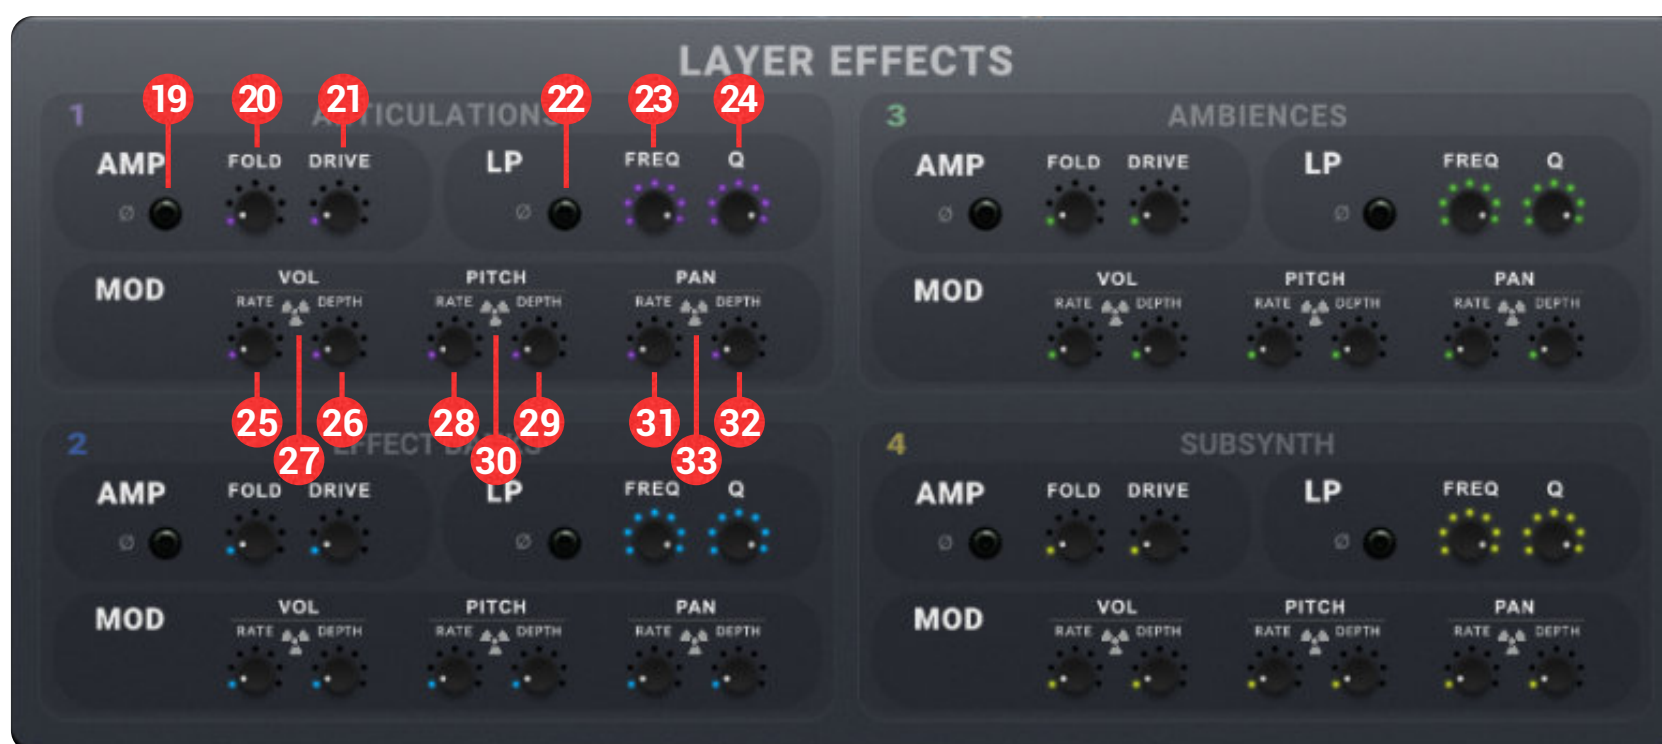 LAYER EFFECTS
19 20 21 22 23 24
1 ARTICULATIONS
AMP FOLD DRIVE LP FREQ Q
Ø Ø
MOD VOL PITCH PAN
RATE DEPTH RATE DEPTH RATE DEPTH
25 26 28 29 31 32
27 30 33
3 AMBIENCES
AMP FOLD DRIVE LP FREQ Q
Ø Ø
MOD VOL PITCH PAN
RATE DEPTH RATE DEPTH RATE DEPTH
2 EFFECT
AMP FOLD DRIVE LP FREQ Q
Ø Ø
MOD VOL PITCH PAN
RATE DEPTH RATE DEPTH RATE DEPTH
4 SUBSYNTH
AMP FOLD DRIVE LP FREQ Q
Ø Ø
MOD VOL PITCH PAN
RATE DEPTH RATE DEPTH RATE DEPTH